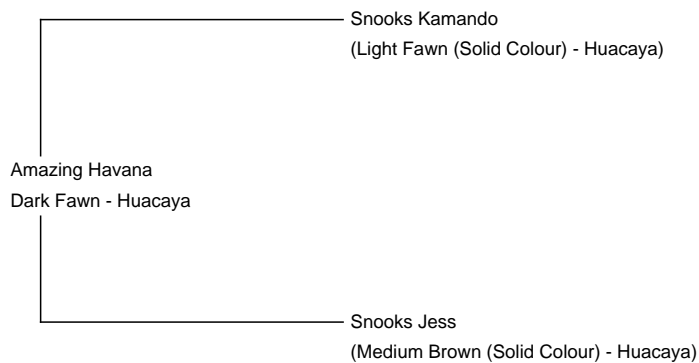 Snooks Kamando
(Light Fawn (Solid Colour) - Huacaya)
Amazing Havana
Dark Fawn - Huacaya
Snooks Jess
(Medium Brown (Solid Colour) - Huacaya)